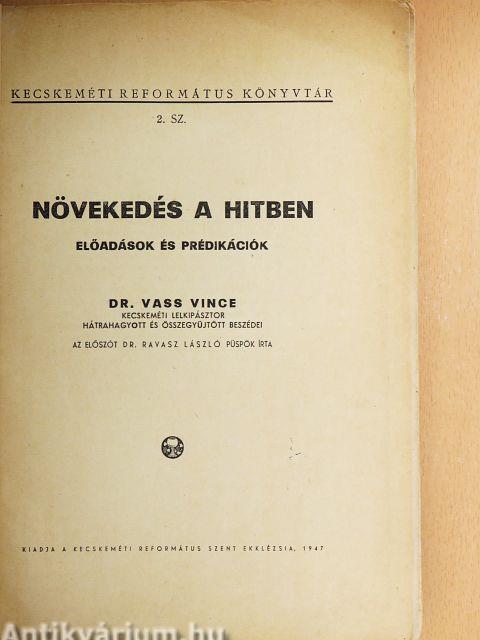 KECSKEMÉTI REFORMÁTUS KÖNYVTÁR
2. SZ.
NÖVEKEDÉS A HITBEN
ELŐADÁSOK ÉS PRÉDIKÁCIÓK
DR. VASS VINCE
KECSKEMÉTI LELKIPÁSZTOR
HÁTRAHAGYOTT ÉS ÖSSZEGYŰJTÖTT BESZÉDEI
AZ ELŐSZÓT DR. RAVASZ LÁSZLÓ PÜSPÖK ÍRTA
KIADJA A KECSKEMÉTI REFORMÁTUS SZENT EKKLÉZSIA, 1947
Antikvárium.hu